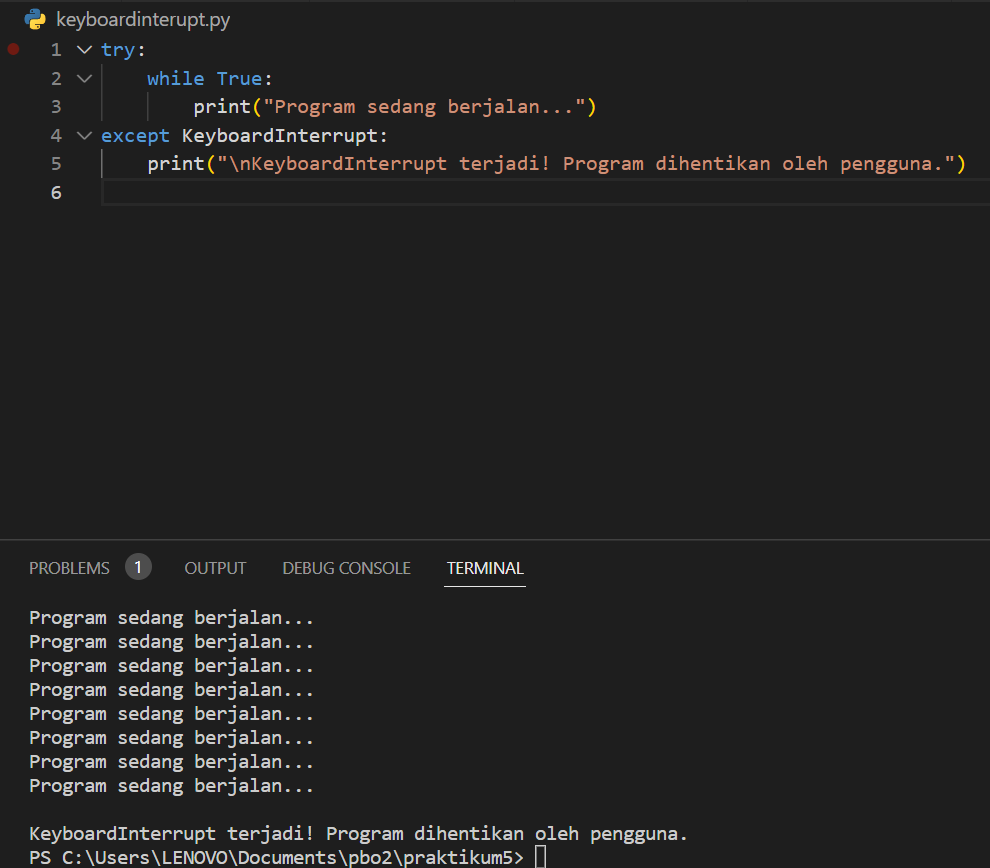 keyboardinterupt.py
1 try:
2     while True:
3         print("Program sedang berjalan...")
4 except KeyboardInterrupt:
5     print("\nKeyboardInterrupt terjadi! Program dihentikan oleh pengguna.")
6
PROBLEMS 1 OUTPUT DEBUG CONSOLE TERMINAL
Program sedang berjalan...
Program sedang berjalan...
Program sedang berjalan...
Program sedang berjalan...
Program sedang berjalan...
Program sedang berjalan...
Program sedang berjalan...
Program sedang berjalan...
KeyboardInterrupt terjadi! Program dihentikan oleh pengguna.
PS C:\Users\LENOVO\Documents\pbo2\praktikum5>